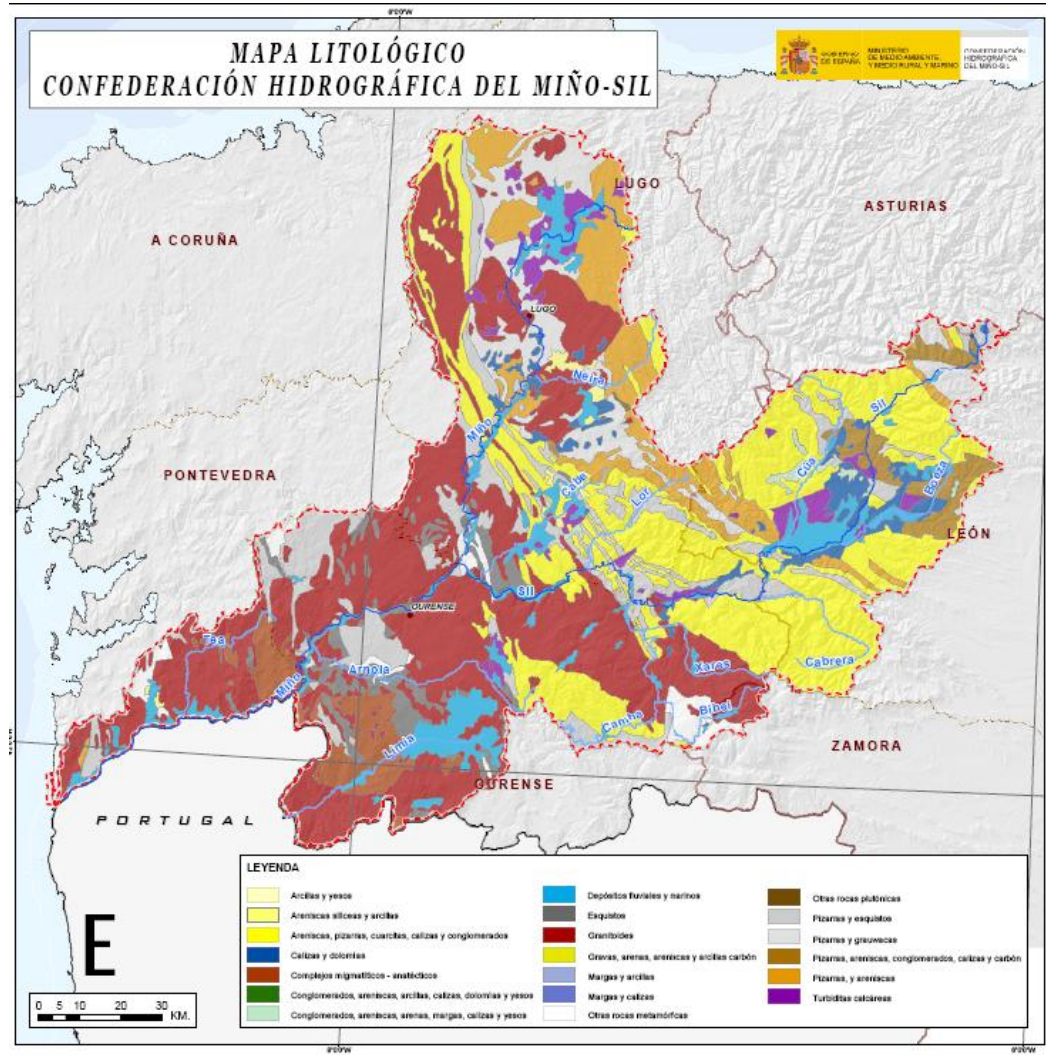 6°00'W
MAPA LITOLÓGICO
CONFEDERACIÓN HIDROGRÁFICA DEL MIÑO-SIL
GOBIERNO
DE ESPAÑA
MINISTERIO
DE MEDIO AMBIENTE,
Y MEDIO RURAL Y MARINO
CONFEDERACIÓN
HIDROGRÁFICA
DEL MIÑO-SIL
LUGO
ASTURIAS
A CORUÑA
LUGO
Neira
Sil
Miño
PONTEVEDRA
Cúa
Boeza
Cabe
Lor
LEÓN
Sil
OURENSE
Tea
Arnoia
Xares
Cabrera
Miño
Bibei
Camba
Limia
ZAMORA
OURENSE
PORTUGAL
LEYENDA
Arcillas y yesos
Areniscas silíceas y arcillas
Areniscas, pizarras, cuarcitas, calizas y conglomerados
Calizas y dolomías
Complejos migmatíticos - anatécticos
Conglomerados, areniscas, arcillas, calizas, dolomías y yesos
Conglomerados, areniscas, arenas, margas, calizas y yesos
Depósitos fluviales y marinos
Esquistos
Granitoides
Gravas, arenas, areniscas y arcillas carbón
Margas y arcillas
Margas y calizas
Otras rocas metamórficas
Otras rocas plutónicas
Pizarras y esquistos
Pizarras y grauwacas
Pizarras, areniscas, conglomerados, calizas y carbón
Pizarras, y areniscas
Turbiditas calcáreas
E
0 5 10 20 30
KM.